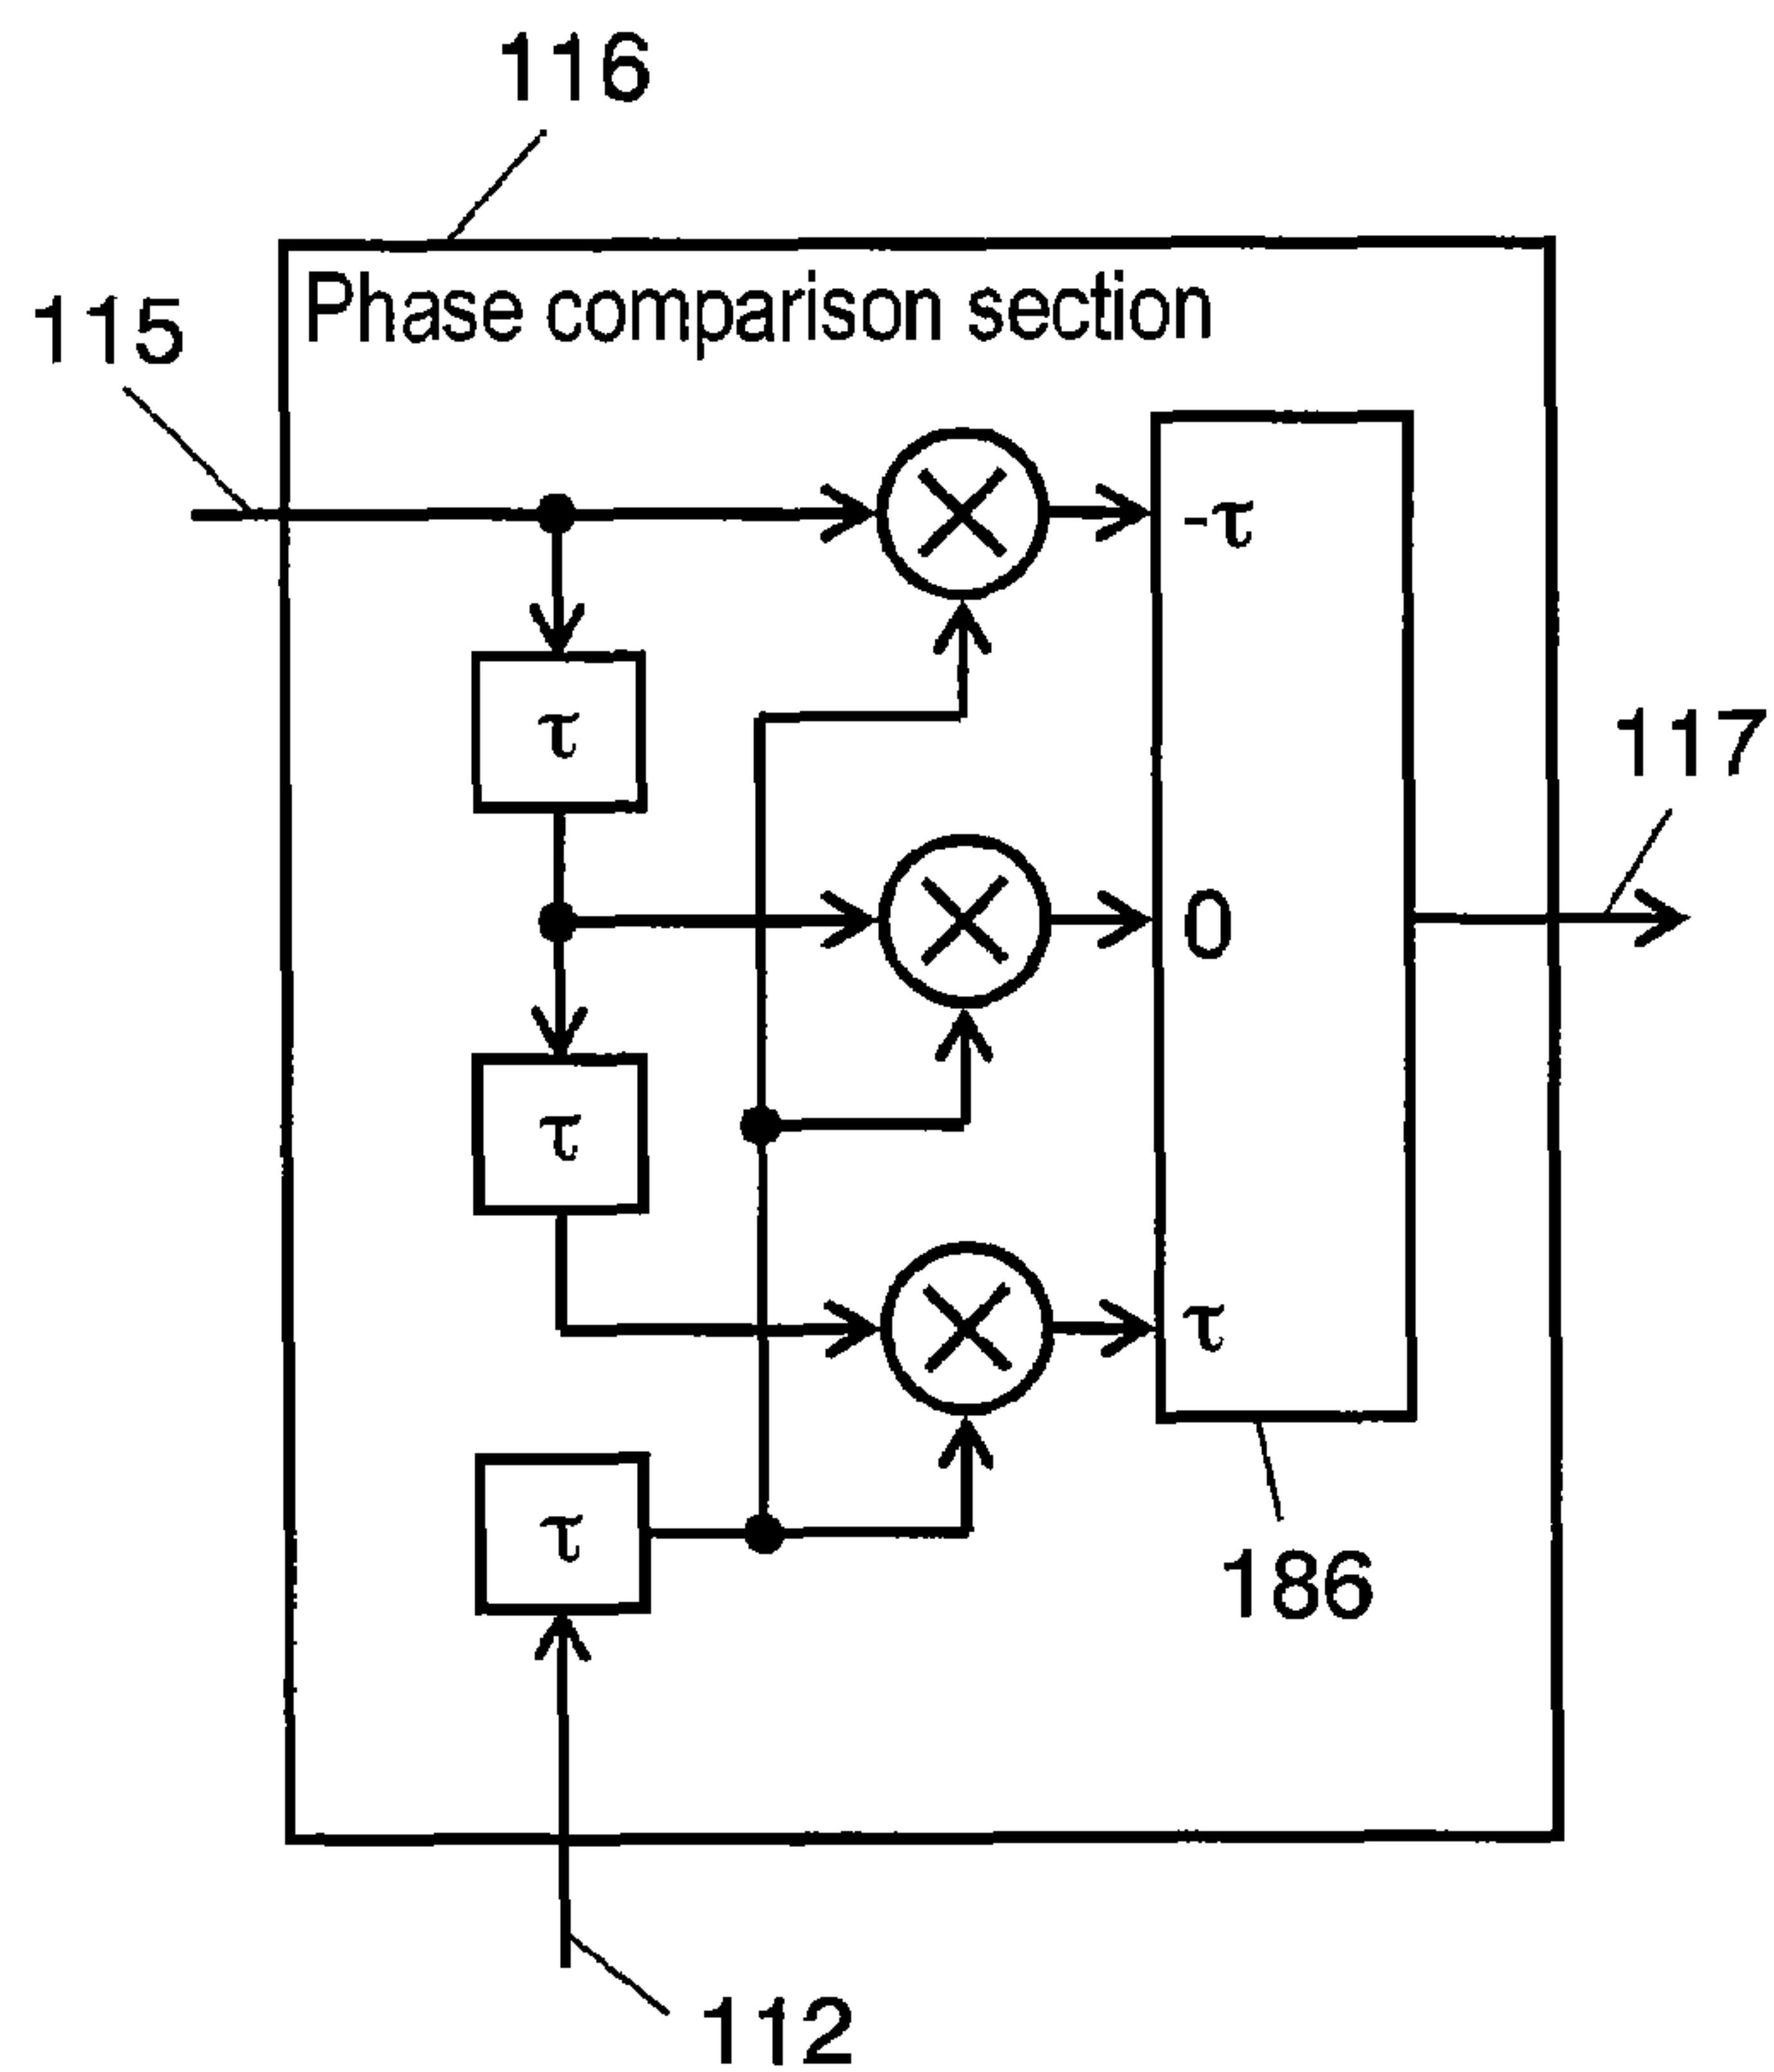 116
115
Phase comparison section
-τ
τ
117
0
τ
τ
τ
186
112